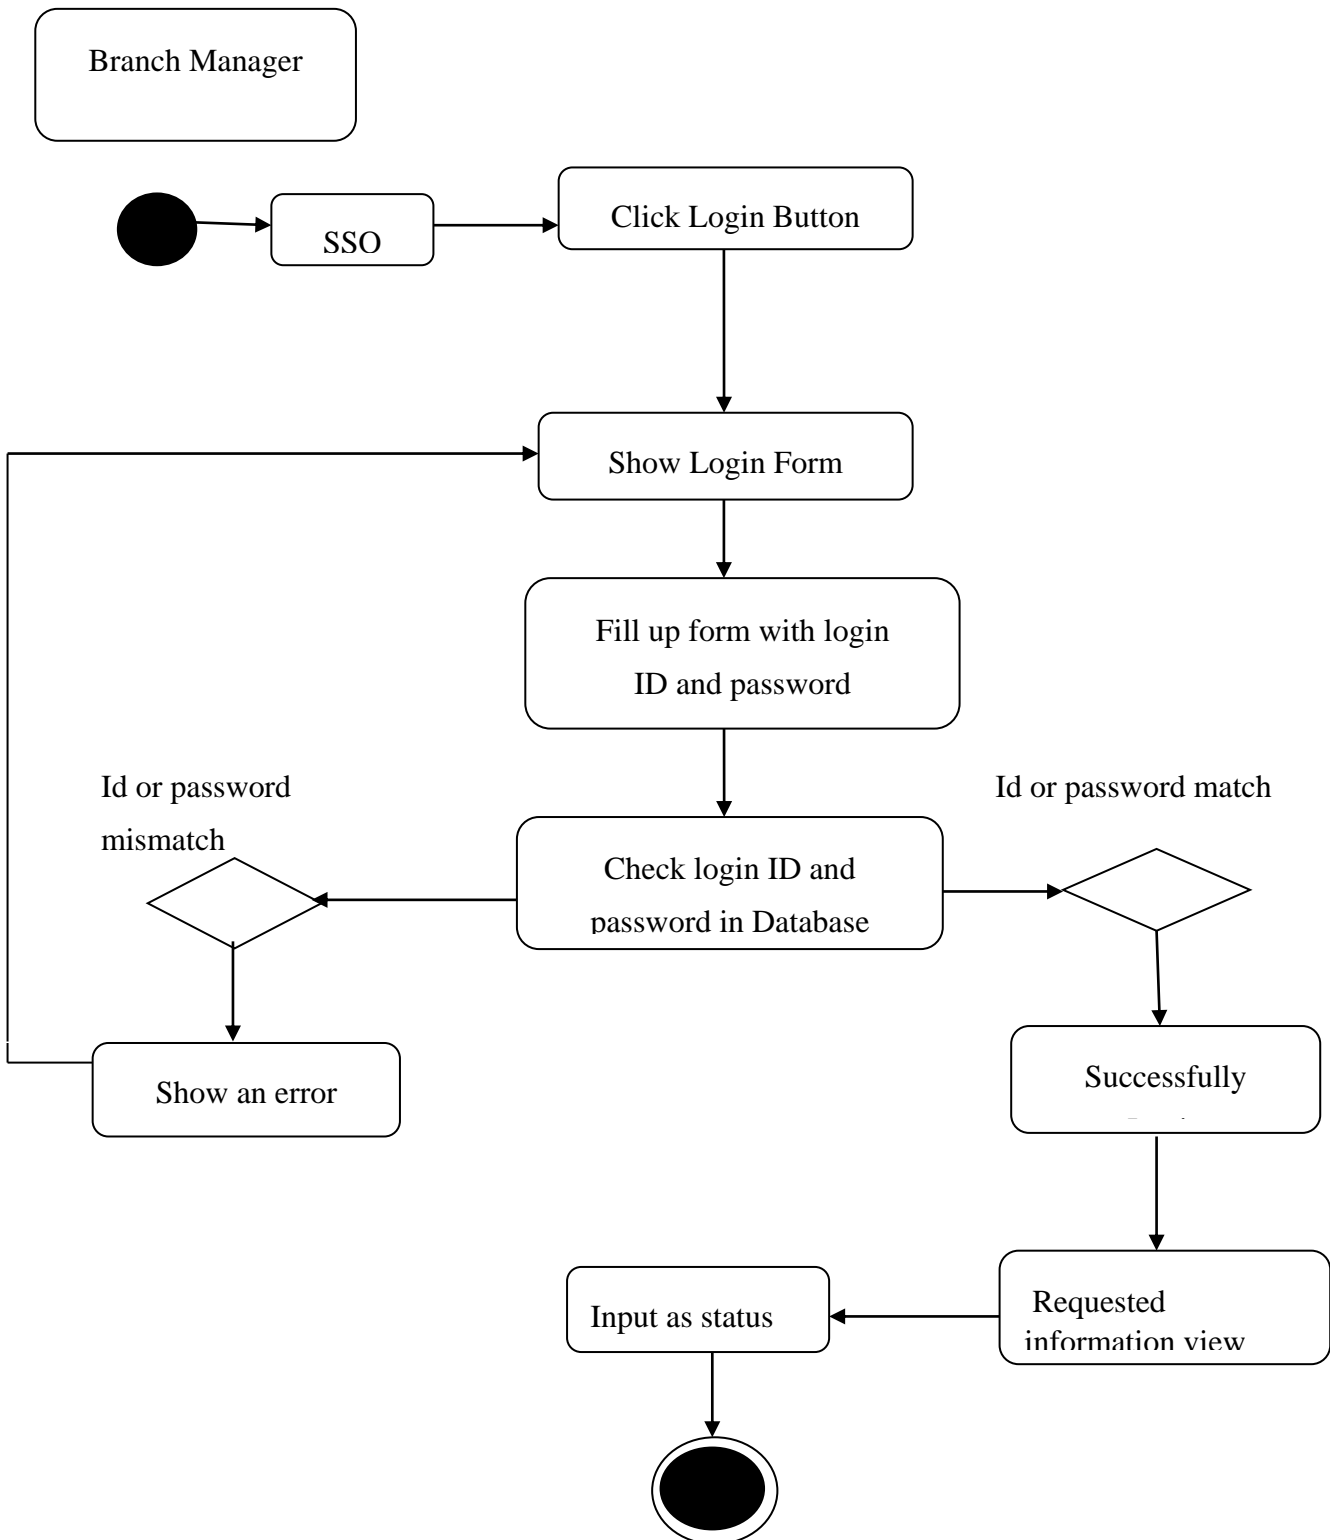 Branch Manager
SSO
Click Login Button
Show Login Form
Fill up form with login
ID and password
Id or password
mismatch
Id or password match
Check login ID and
password in Database
Show an error
Successfully
Requested
information view
Input as status